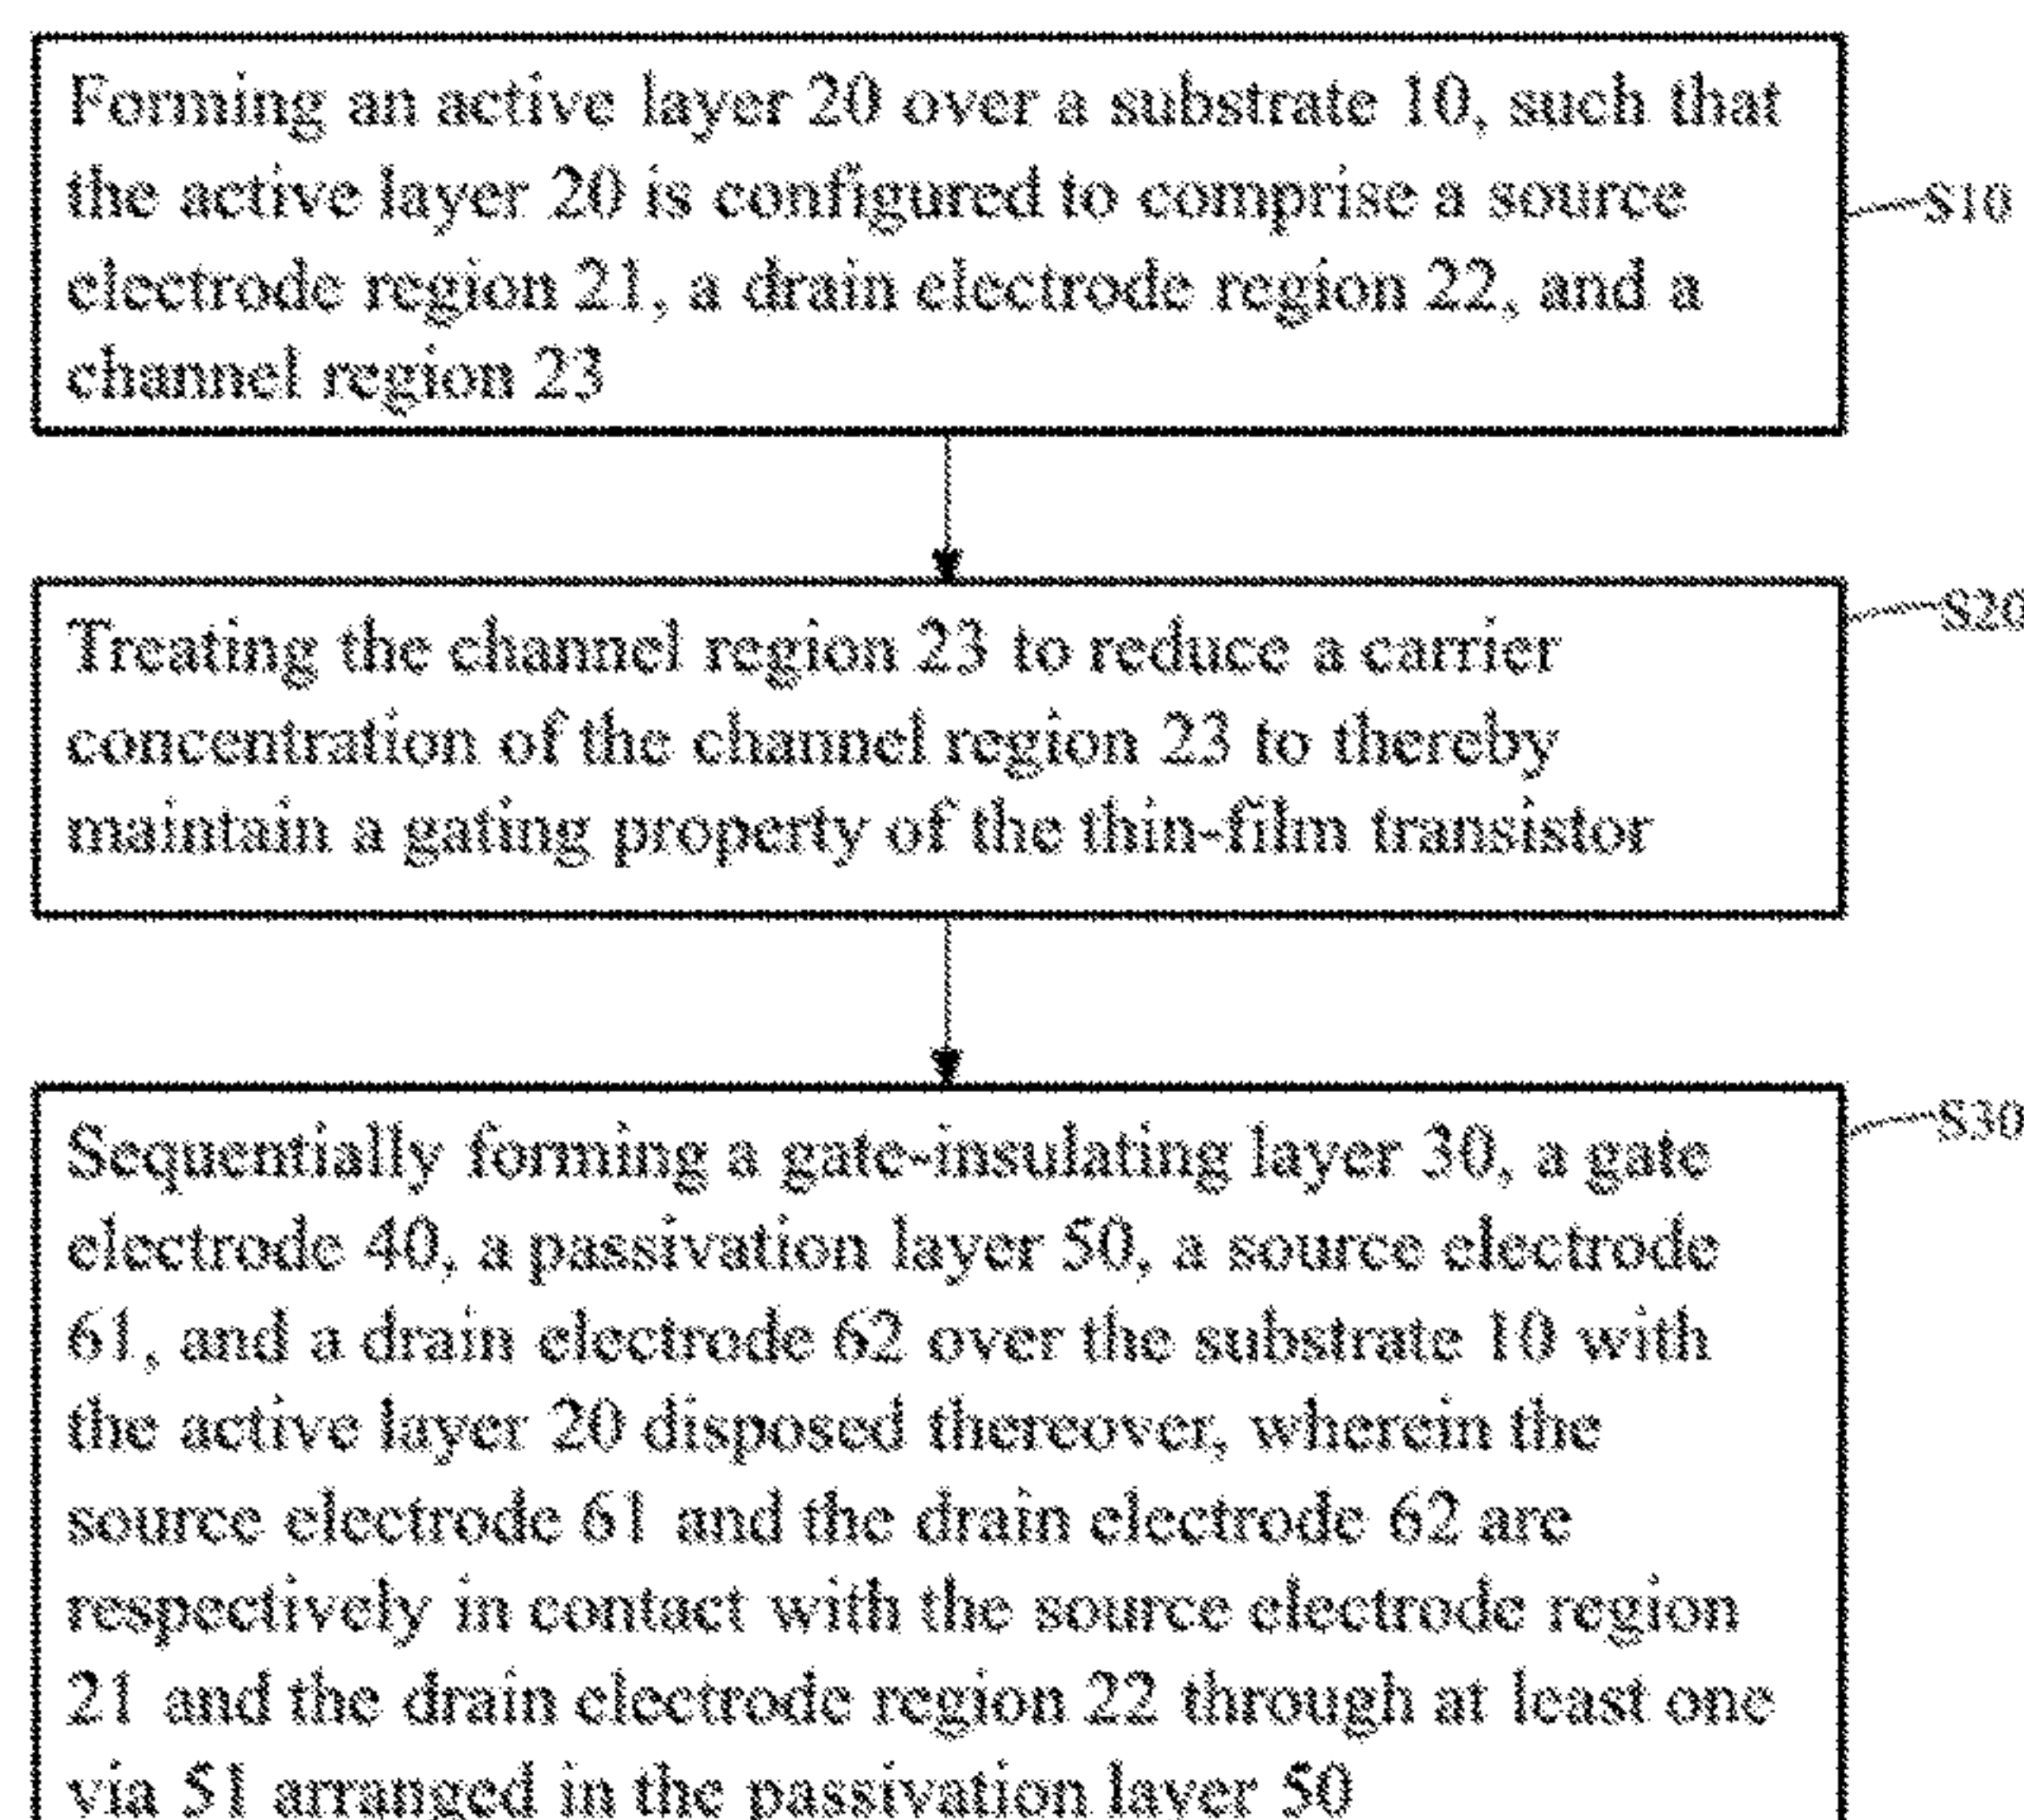 Forming an active layer 20 over a substrate 10, such that
the active layer 20 is configured to comprise a source
electrode region 21, a drain electrode region 22, and a
channel region 23
S10
Treating the channel region 23 to reduce a carrier
concentration of the channel region 23 to thereby
maintain a gating property of the thin-film transistor
S20
Sequentially forming a gate-insulating layer 30, a gate
electrode 40, a passivation layer 50, a source electrode
61, and a drain electrode 62 over the substrate 10 with
the active layer 20 disposed thereover, wherein the
source electrode 61 and the drain electrode 62 are
respectively in contact with the source electrode region
21 and the drain electrode region 22 through at least one
via 51 arranged in the passivation layer 50
S30